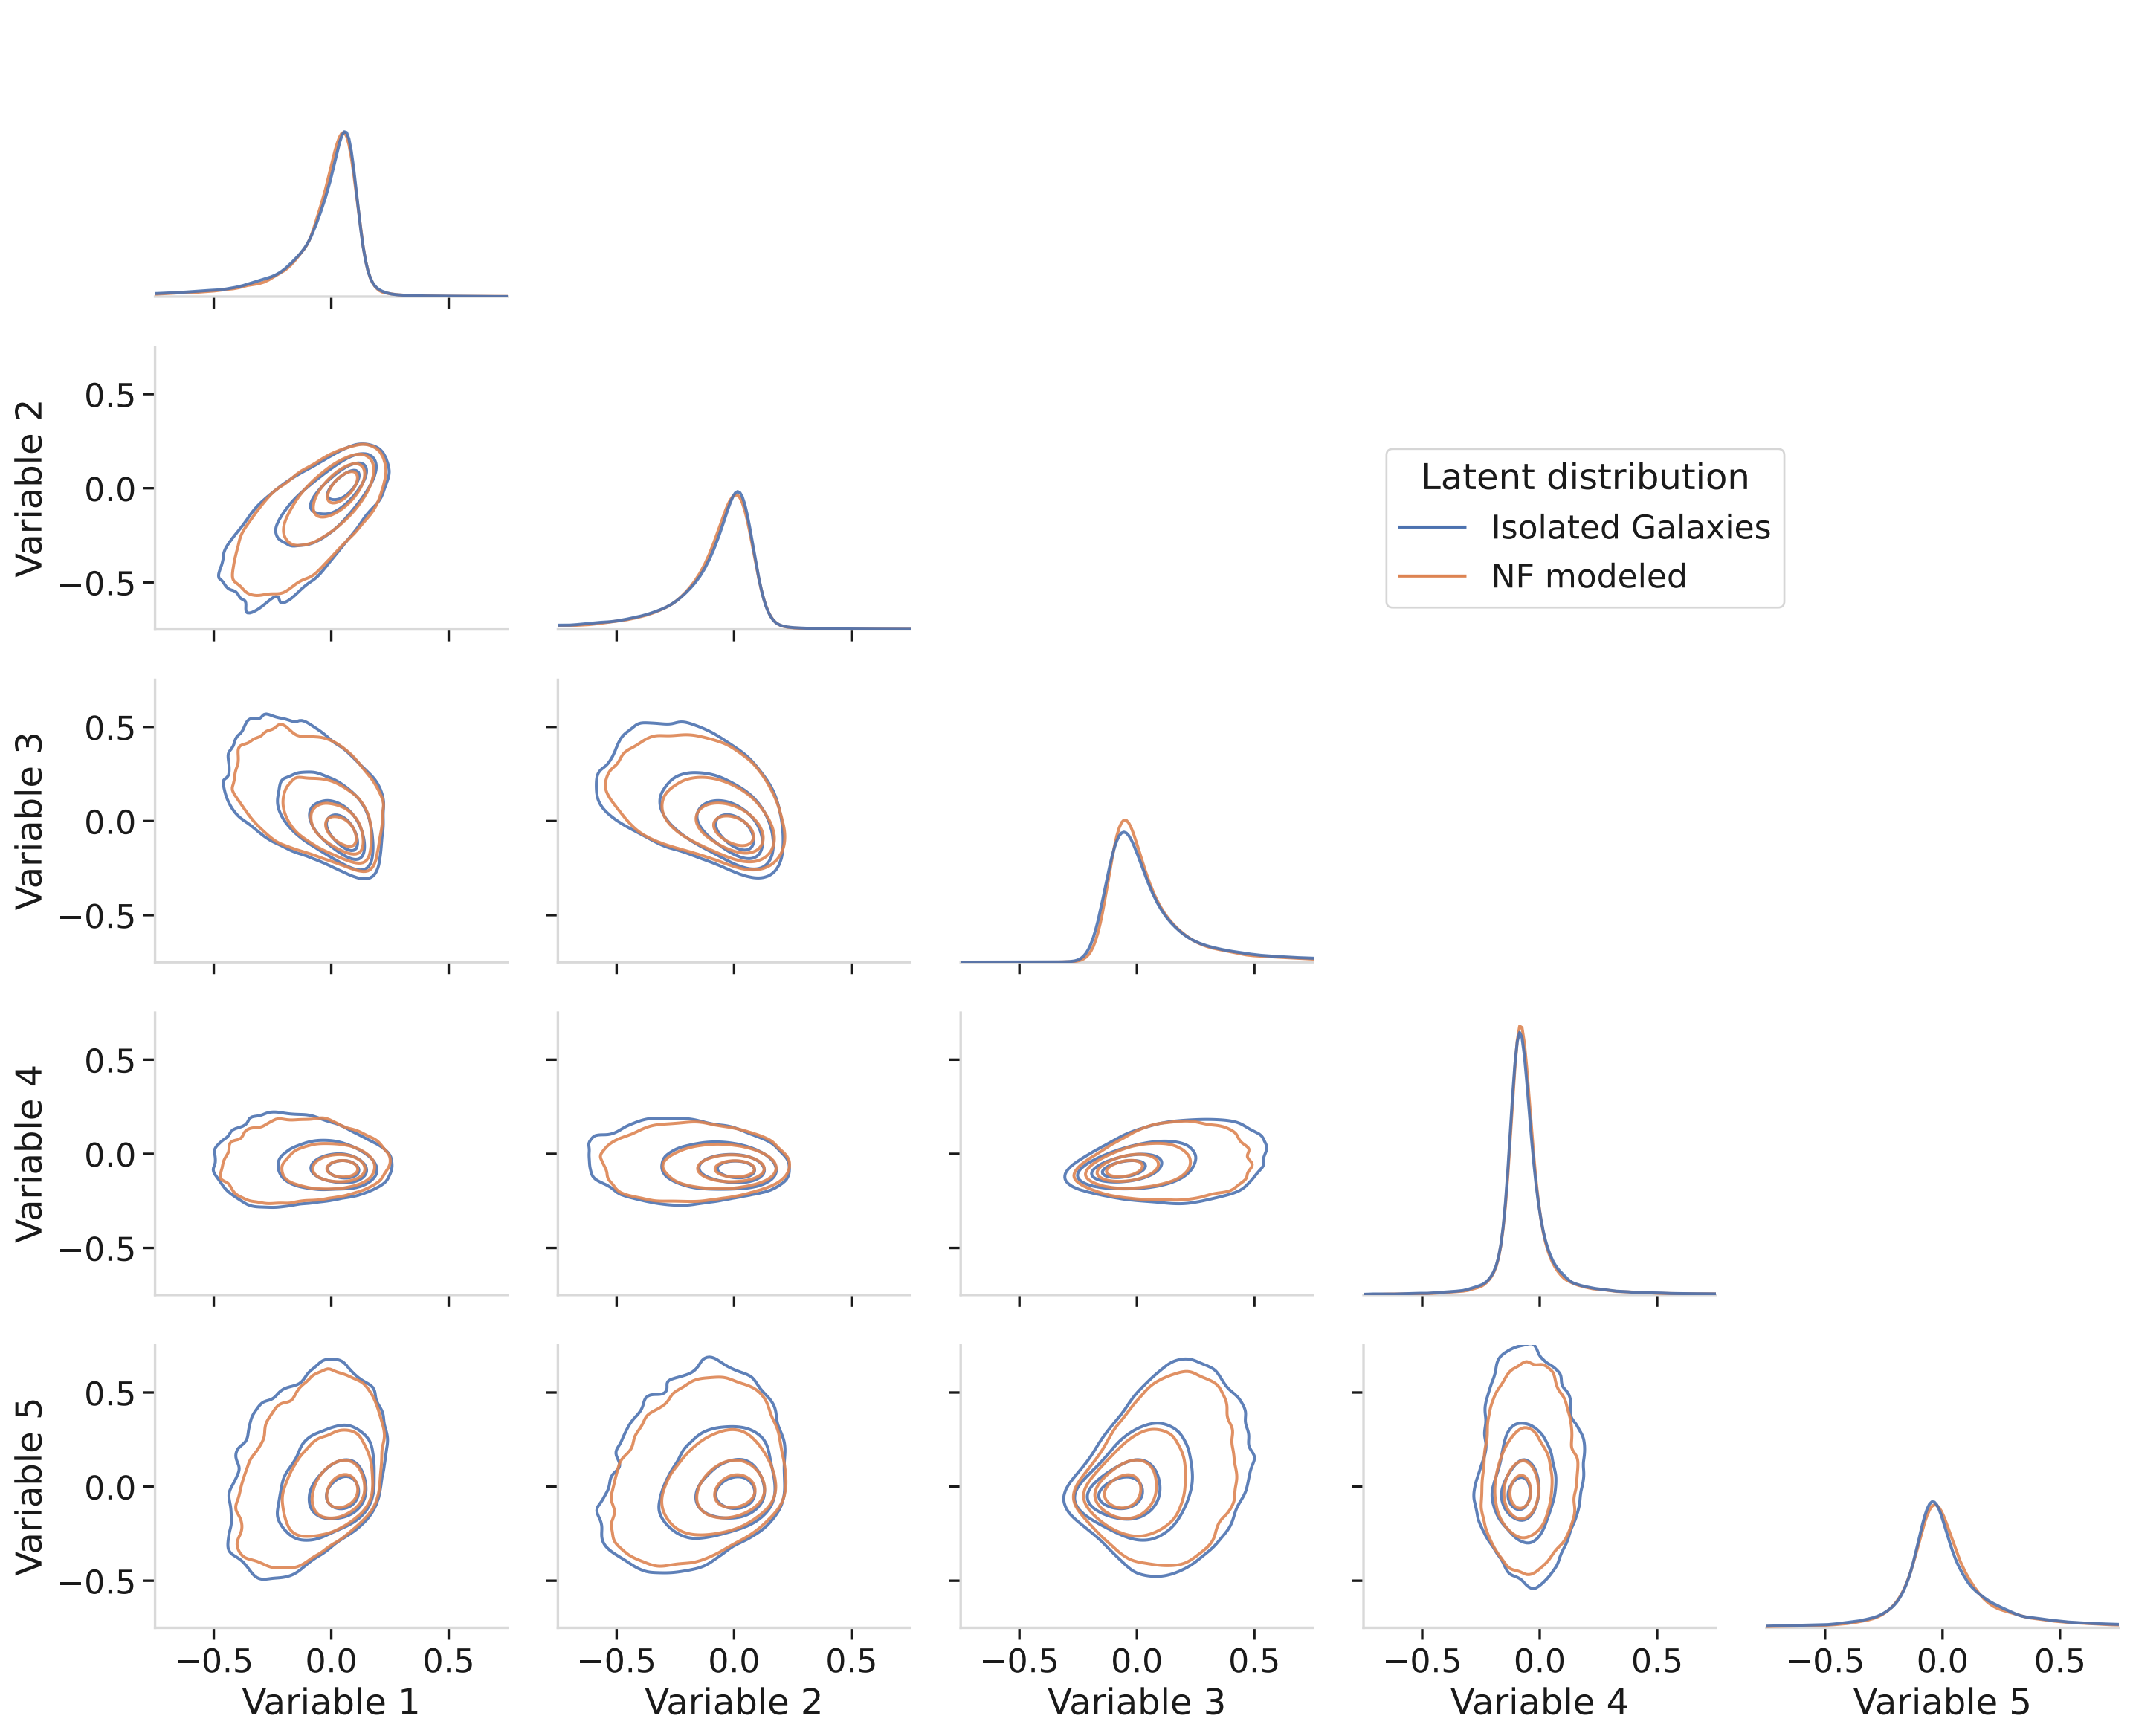 Variable 2
0.5
0.0
−0.5
Latent distribution
Isolated Galaxies
NF modeled
Variable 3
0.5
0.0
−0.5
Variable 4
0.5
0.0
−0.5
Variable 5
0.5
0.0
−0.5
−0.5 0.0 0.5 −0.5 0.0 0.5 −0.5 0.0 0.5 −0.5 0.0 0.5 −0.5 0.0 0.5
Variable 1 Variable 2 Variable 3 Variable 4 Variable 5